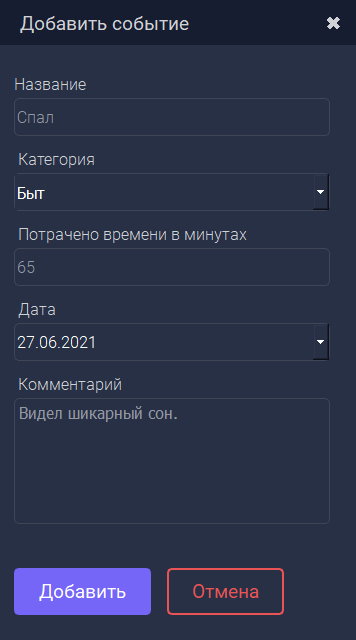 Добавить событие
Название
Спал
Категория
Быт
Потрачено времени в минутах
65
Дата
27.06.2021
Комментарий
Видел шикарный сон.
Добавить Отмена